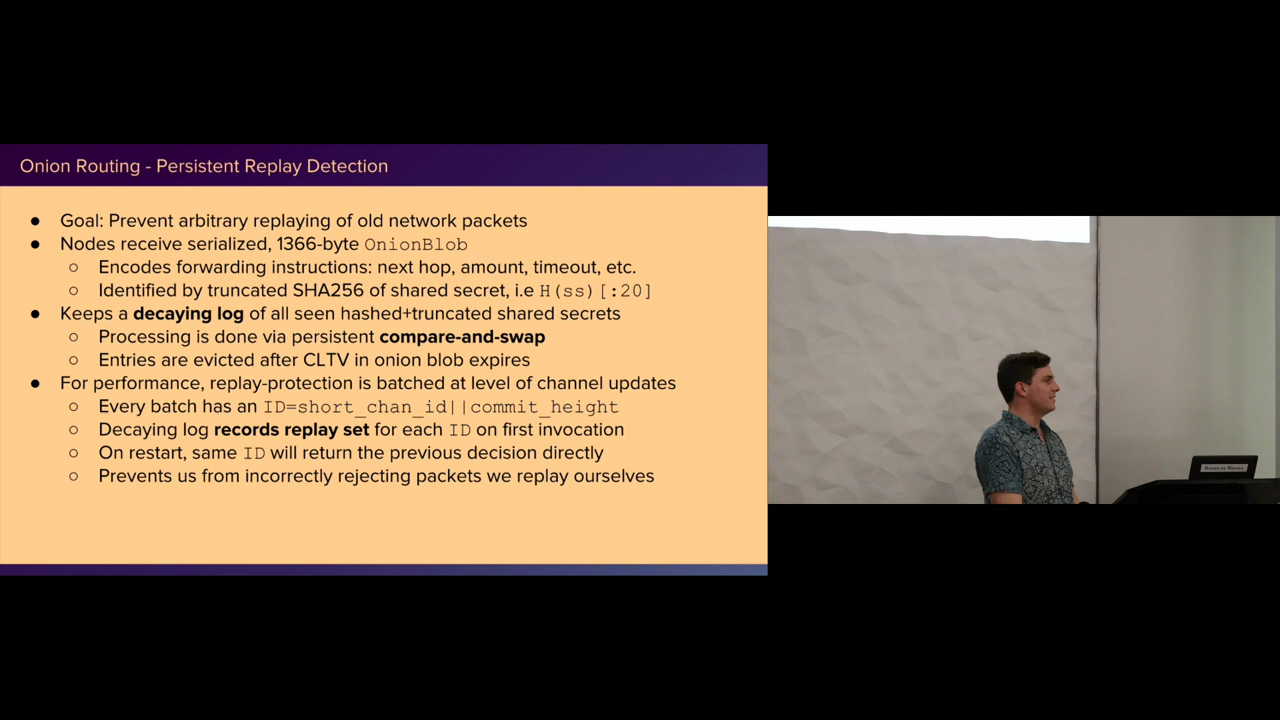 Onion Routing - Persistent Replay Detection
● Goal: Prevent arbitrary replaying of old network packets
● Nodes receive serialized, 1366-byte OnionBlob
○ Encodes forwarding instructions: next hop, amount, timeout, etc.
○ Identified by truncated SHA256 of shared secret, i.e H(ss)[:20]
● Keeps a decaying log of all seen hashed+truncated shared secrets
○ Processing is done via persistent compare-and-swap
○ Entries are evicted after CLTV in onion blob expires
● For performance, replay-protection is batched at level of channel updates
○ Every batch has an ID=short_chan_id||commit_height
○ Decaying log records replay set for each ID on first invocation
○ On restart, same ID will return the previous decision directly
○ Prevents us from incorrectly rejecting packets we replay ourselves